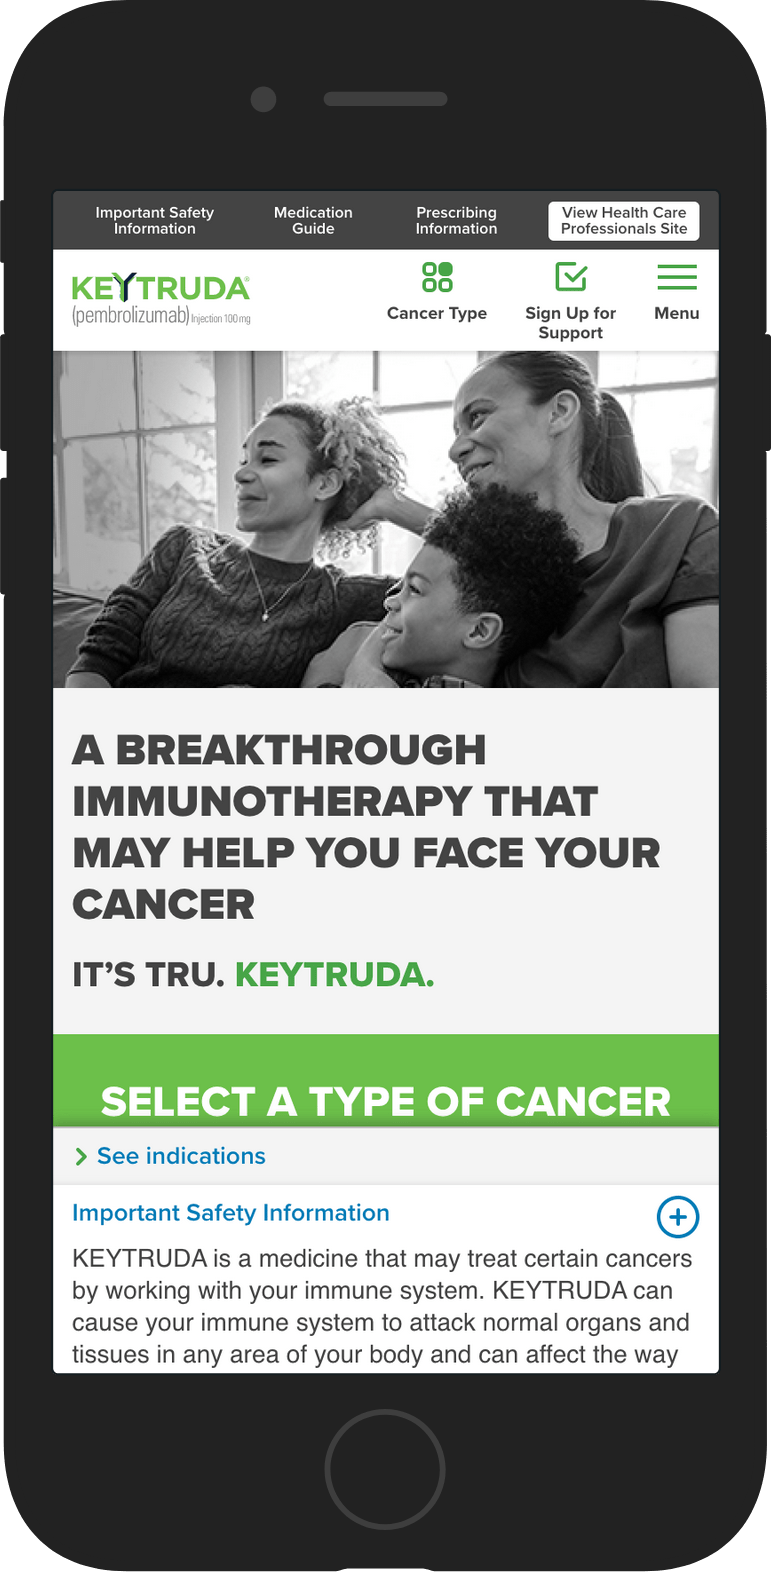 Important Safety
Information
Medication
Guide
Prescribing
Information
View Health Care
Professionals Site
KEYTRUDA®
(pembrolizumab) Injection 100 mg
Cancer Type
Sign Up for
Support
Menu
A BREAKTHROUGH
IMMUNOTHERAPY THAT
MAY HELP YOU FACE YOUR
CANCER
IT’S TRU. KEYTRUDA.
SELECT A TYPE OF CANCER
See indications
Important Safety Information
KEYTRUDA is a medicine that may treat certain cancers
by working with your immune system. KEYTRUDA can
cause your immune system to attack normal organs and
tissues in any area of your body and can affect the way